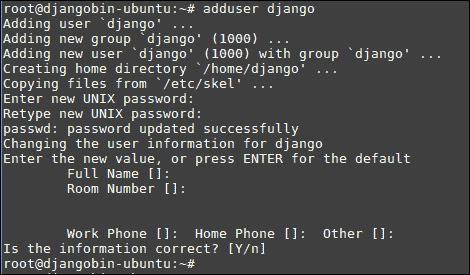 root@djangobin-ubuntu:~# adduser django
Adding user `django' ...
Adding new group `django' (1000) ...
Adding new user `django' (1000) with group `django' ...
Creating home directory `/home/django' ...
Copying files from `/etc/skel' ...
Enter new UNIX password:
Retype new UNIX password:
passwd: password updated successfully
Changing the user information for django
Enter the new value, or press ENTER for the default
Full Name []:
Room Number []:
Work Phone []:  Home Phone []:  Other []:
Is the information correct? [Y/n]
root@djangobin-ubuntu:~#